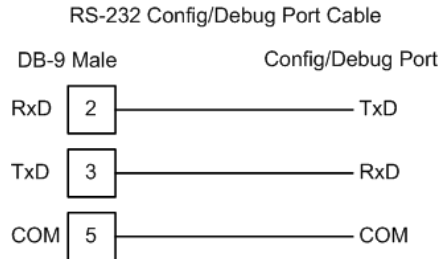 RS-232 Config/Debug Port Cable
DB-9 Male Config/Debug Port
RxD 2 TxD
TxD 3 RxD
COM 5 COM